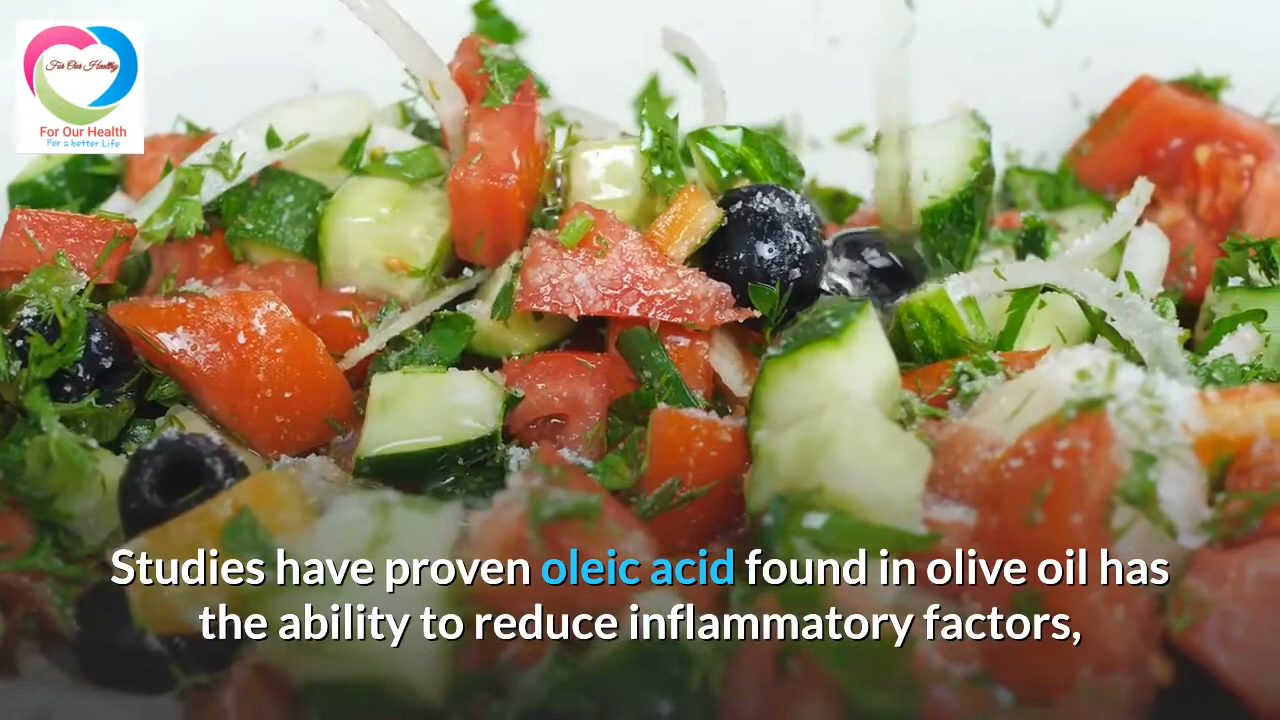 For Our Healthy
For Our Health
For a better Life
Studies have proven oleic acid found in olive oil has
the ability to reduce inflammatory factors,